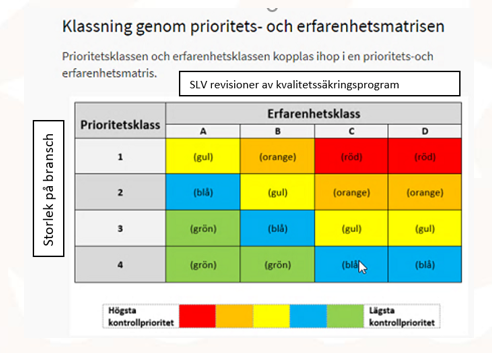 Klassning genom prioritets- och erfarenhetsmatrisen
Prioritetsklassen och erfarenhetsklassen kopplas ihop i en prioritets-och
erfarenhetsmatris.
SLV revisioner av kvalitetssäkringsprogram
Storlek på bransch
Prioritetsklass Erfarenhetsklass
A B C D
1 (gul) (orange) (röd) (röd)
2 (blå) (gul) (orange) (orange)
3 (grön) (blå) (gul) (gul)
4 (grön) (grön) (blå) (blå)
Högsta Lägsta
kontrollprioritet kontrollprioritet